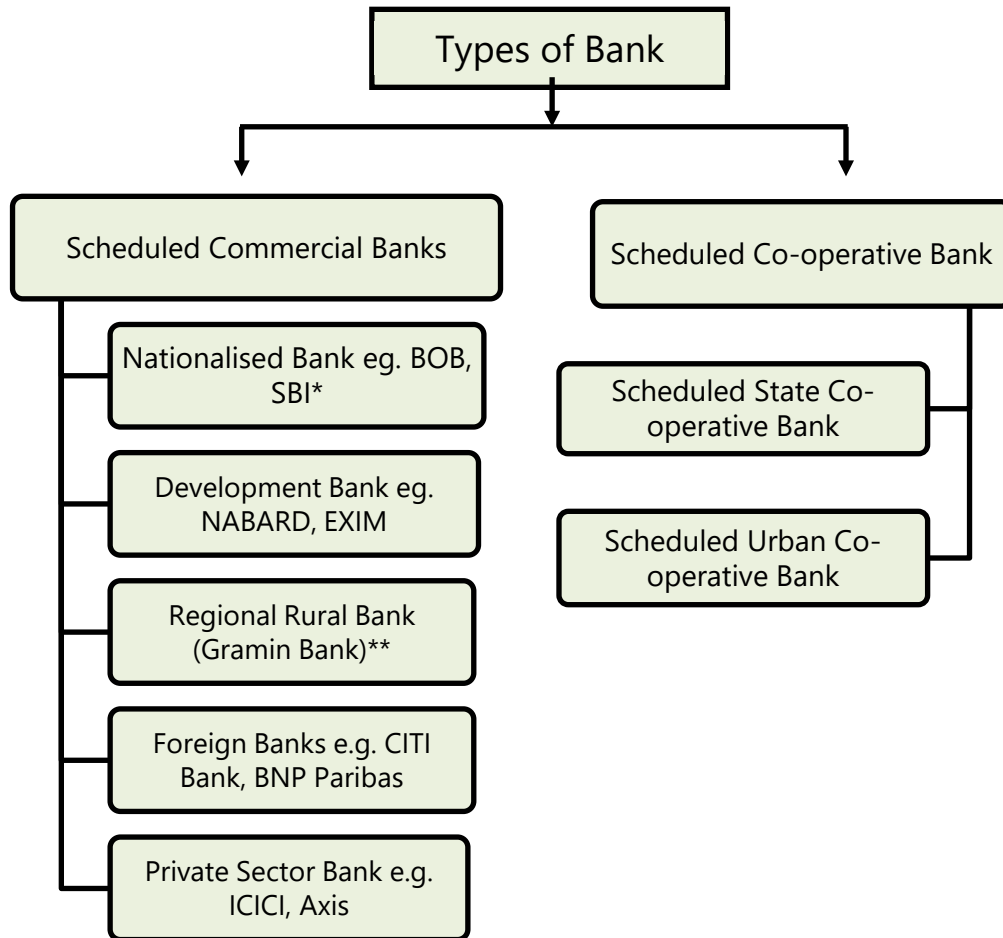 Types of Bank
Scheduled Commercial Banks
Nationalised Bank eg. BOB,
SBI*
Development Bank eg.
NABARD, EXIM
Regional Rural Bank
(Gramin Bank)**
Foreign Banks e.g. CITI
Bank, BNP Paribas
Private Sector Bank e.g.
ICICI, Axis
Scheduled Co-operative Bank
Scheduled State Co-
operative Bank
Scheduled Urban Co-
operative Bank